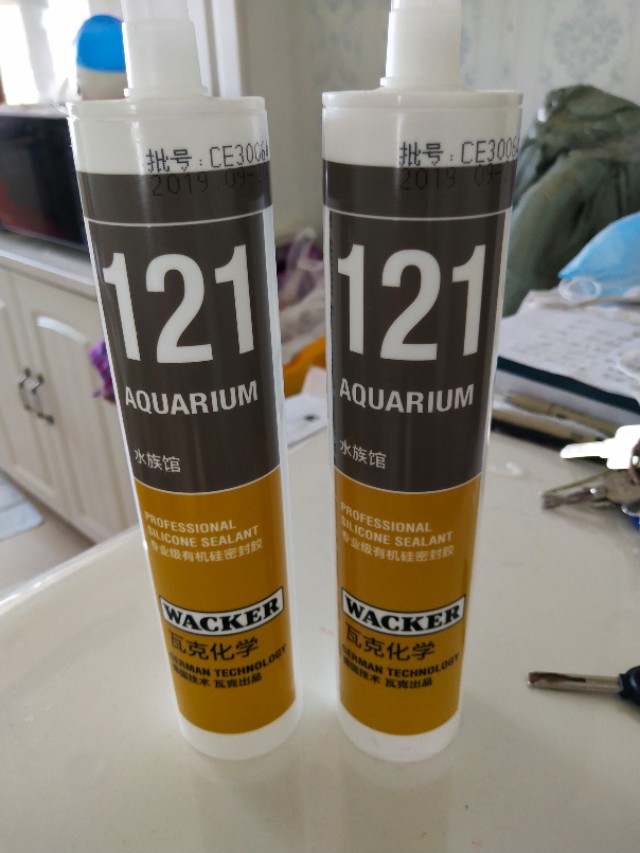 批号:CE300
2019 09-
121
AQUARIUM
水族馆
PROFESSIONAL
SILICONE SEALANT
专业级有机硅密封胶
WACKER
瓦克化学
GERMAN TECHNOLOGY
德国技术 瓦克出品
批号:CE300
2019 09-
121
AQUARIUM
水族馆
PROFESSIONAL
SILICONE SEALANT
专业级有机硅密封胶
WACKER
瓦克化学
GERMAN TECHNOLOGY
德国技术 瓦克出品